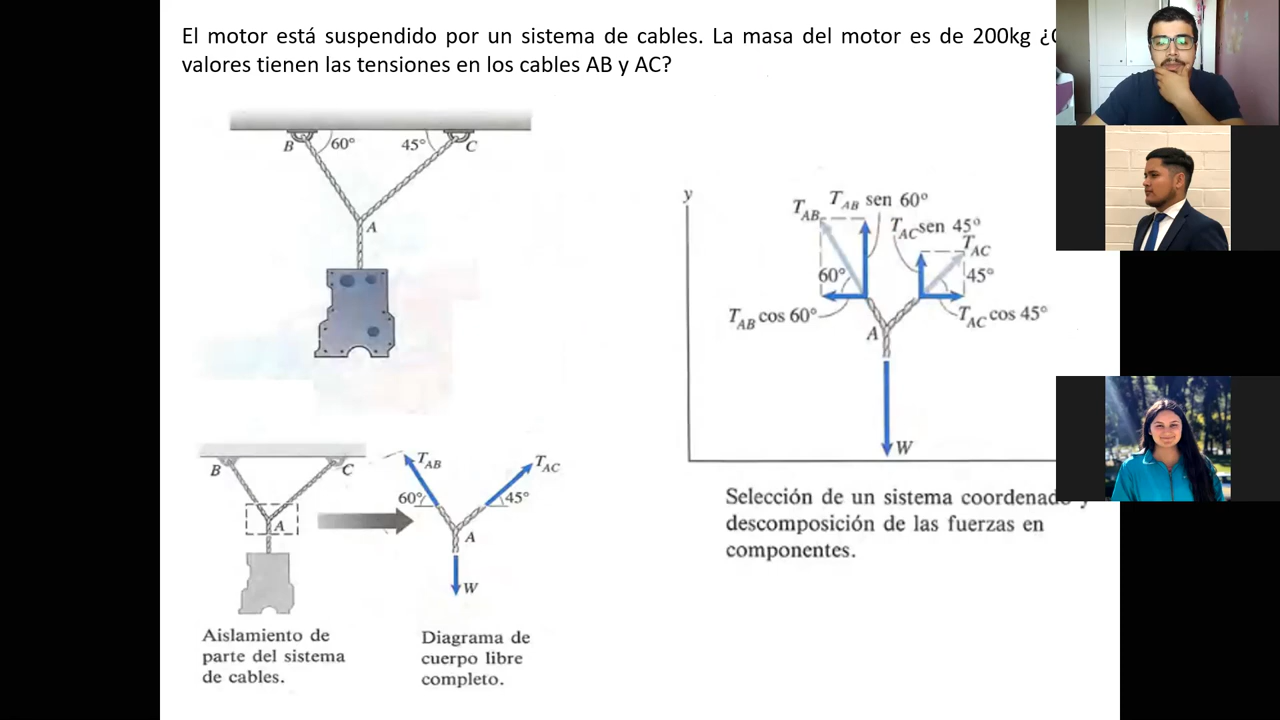 El motor está suspendido por un sistema de cables. La masa del motor es de 200kg
valores tienen las tensiones en los cables AB y AC?
B 60° 45° C
A
y
T_AB T_AB sen 60°
T_AC sen 45°
T_AC
60° 45°
T_AB cos 60° T_AC cos 45°
A
W
Selección de un sistema coordenado y
descomposición de las fuerzas en
componentes.
B C
A
T_AB T_AC
60° 45°
A
W
Aislamiento de
parte del sistema
de cables.
Diagrama de
cuerpo libre
completo.